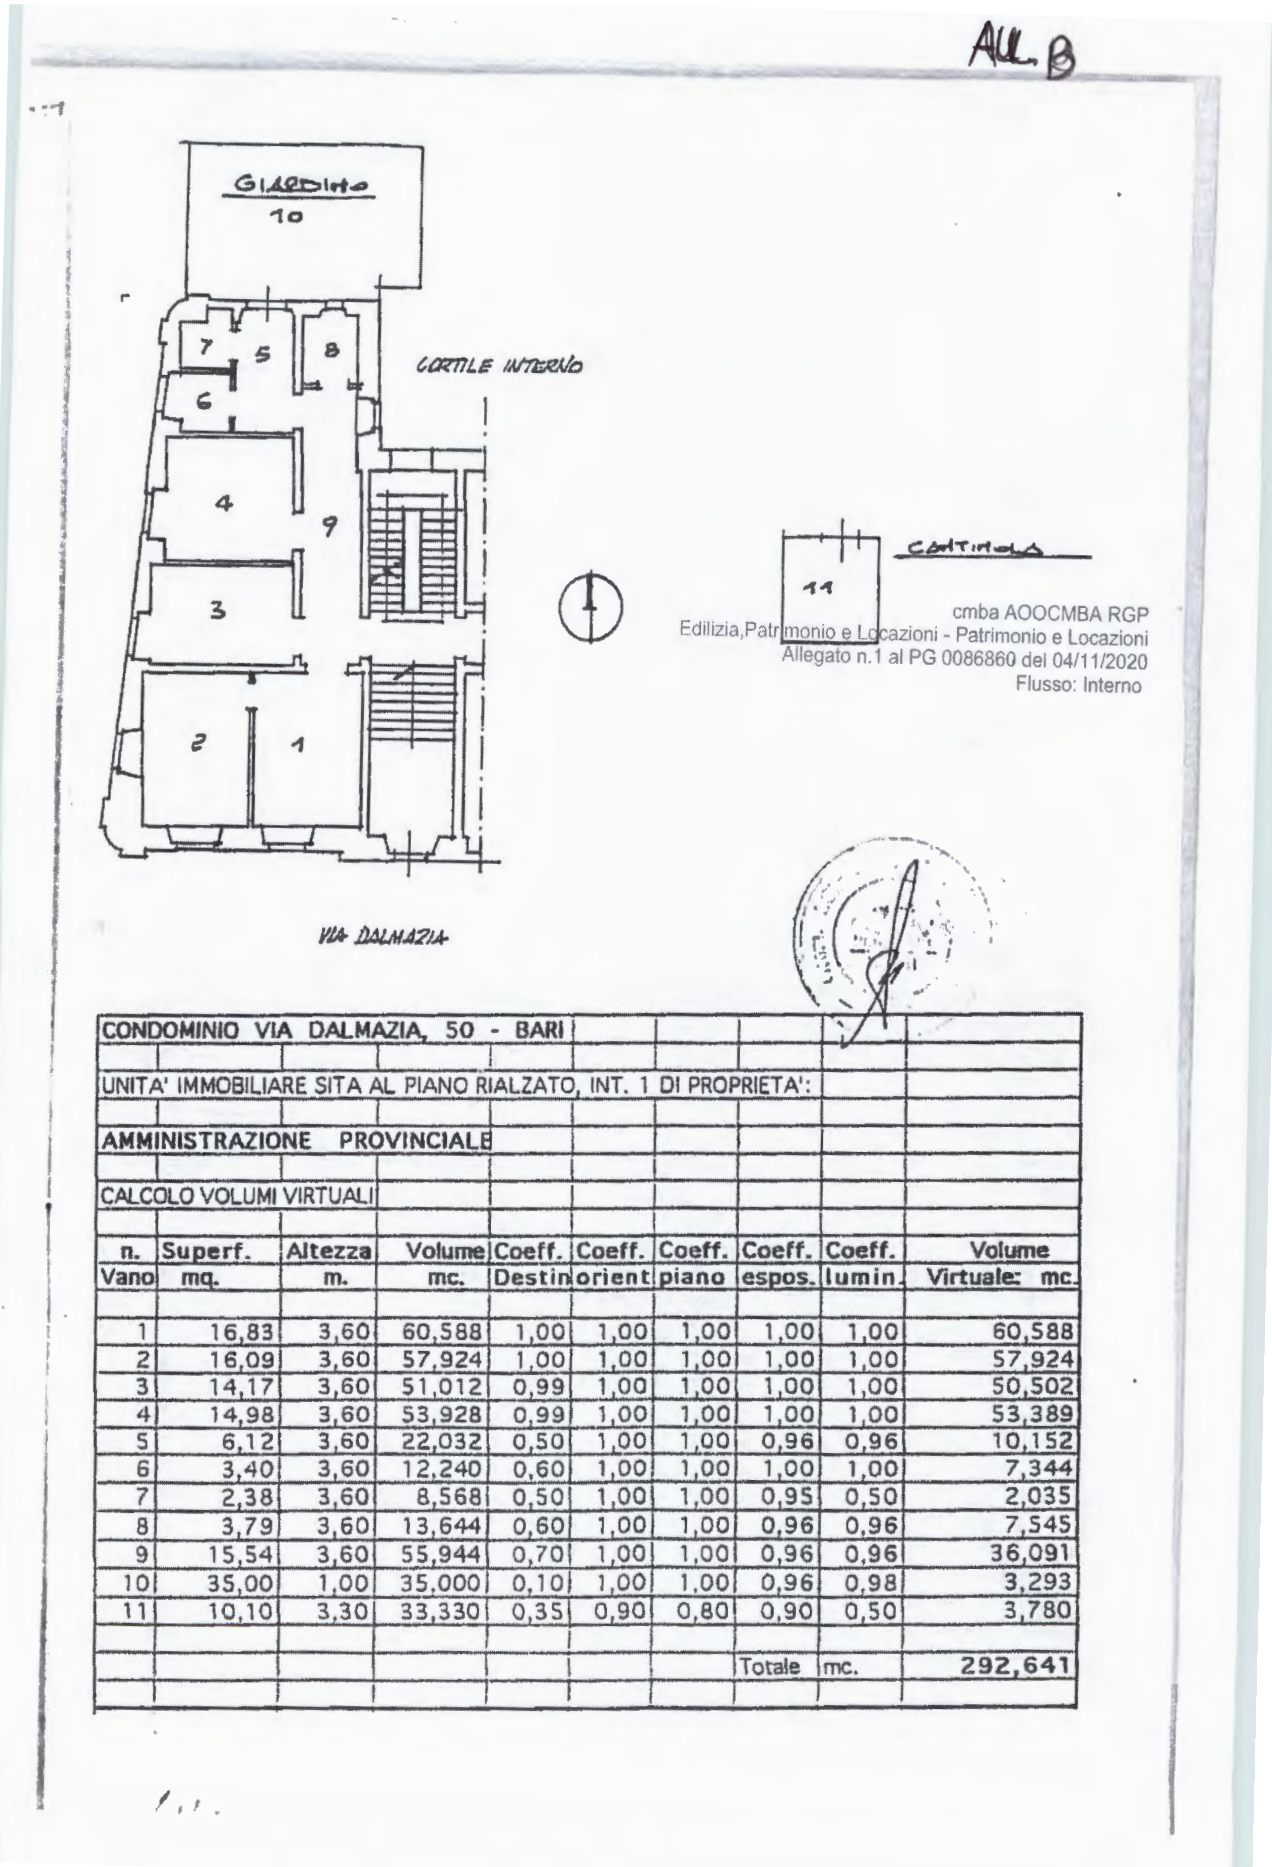 All. B
GIARDINO
10
7
5
8
CORTILE INTERNO
6
4
9
CANTINOLA
11
3
cmba AOOCMBA RGP
Edilizia,Patrimonio e Locazioni - Patrimonio e Locazioni
Allegato n.1 al PG 0086860 del 04/11/2020
Flusso: Interno
2
1
VIA DALMAZIA
CONDOMINIO VIA DALMAZIA, 50 - BARI
UNITA' IMMOBILIARE SITA AL PIANO RIALZATO, INT. 1 DI PROPRIETA':
AMMINISTRAZIONE PROVINCIALE
CALCOLO VOLUMI VIRTUALI
n. Superf. Altezza Volume Coeff. Coeff. Coeff. Coeff. Coeff. Volume
Vano mq. m. mc. Destin orient piano espos. lumin. Virtuale: mc.
1 16,83 3,60 60,588 1,00 1,00 1,00 1,00 1,00 60,588
2 16,09 3,60 57,924 1,00 1,00 1,00 1,00 1,00 57,924
3 14,17 3,60 51,012 0,99 1,00 1,00 1,00 1,00 50,502
4 14,98 3,60 53,928 0,99 1,00 1,00 1,00 1,00 53,389
5 6,12 3,60 22,032 0,50 1,00 1,00 0,96 0,96 10,152
6 3,40 3,60 12,240 0,60 1,00 1,00 1,00 1,00 7,344
7 2,38 3,60 8,568 0,50 1,00 1,00 0,95 0,50 2,035
8 3,79 3,60 13,644 0,60 1,00 1,00 0,96 0,96 7,545
9 15,54 3,60 55,944 0,70 1,00 1,00 0,96 0,96 36,091
10 35,00 1,00 35,000 0,10 1,00 1,00 0,96 0,98 3,293
11 10,10 3,30 33,330 0,35 0,90 0,80 0,90 0,50 3,780
Totale mc. 292,641